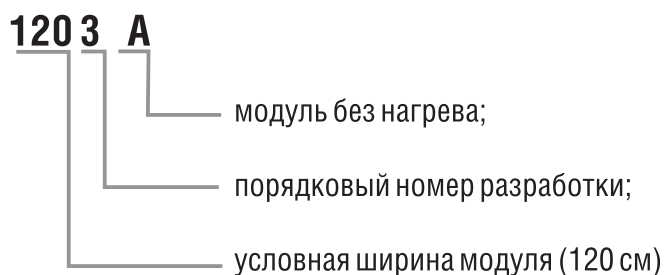 120 3 А
модуль без нагрева;
порядковый номер разработки;
условная ширина модуля (120 см)